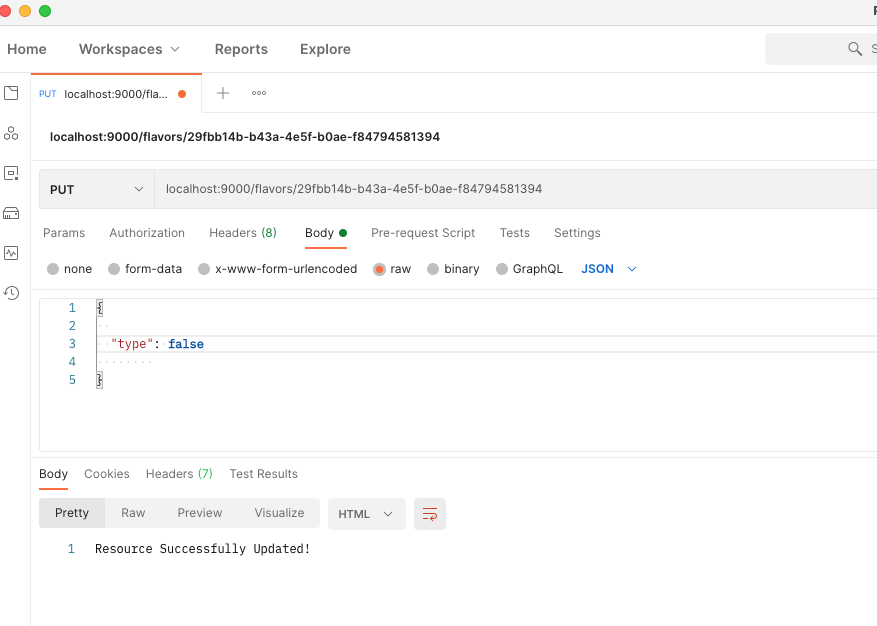 Home Workspaces Reports Explore
PUT localhost:9000/fla...
localhost:9000/flavors/29fbb14b-b43a-4e5f-b0ae-f84794581394
PUT localhost:9000/flavors/29fbb14b-b43a-4e5f-b0ae-f84794581394
Params Authorization Headers (8) Body Pre-request Script Tests Settings
none form-data x-www-form-urlencoded raw binary GraphQL JSON
1 {
2
3 "type": false
4
5 }
Body Cookies Headers (7) Test Results
Pretty Raw Preview Visualize HTML
1 Resource Successfully Updated!